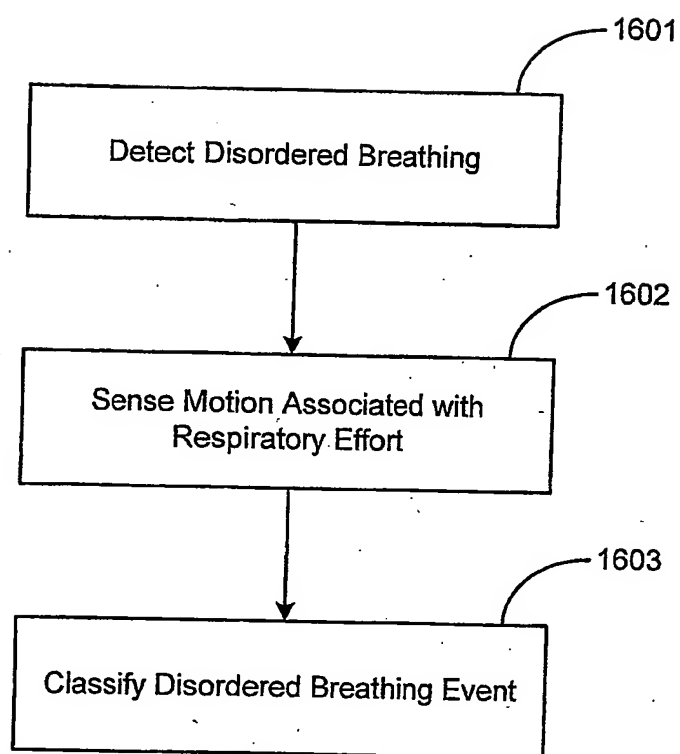 1601
Detect Disordered Breathing
1602
Sense Motion Associated with
Respiratory Effort
1603
Classify Disordered Breathing Event